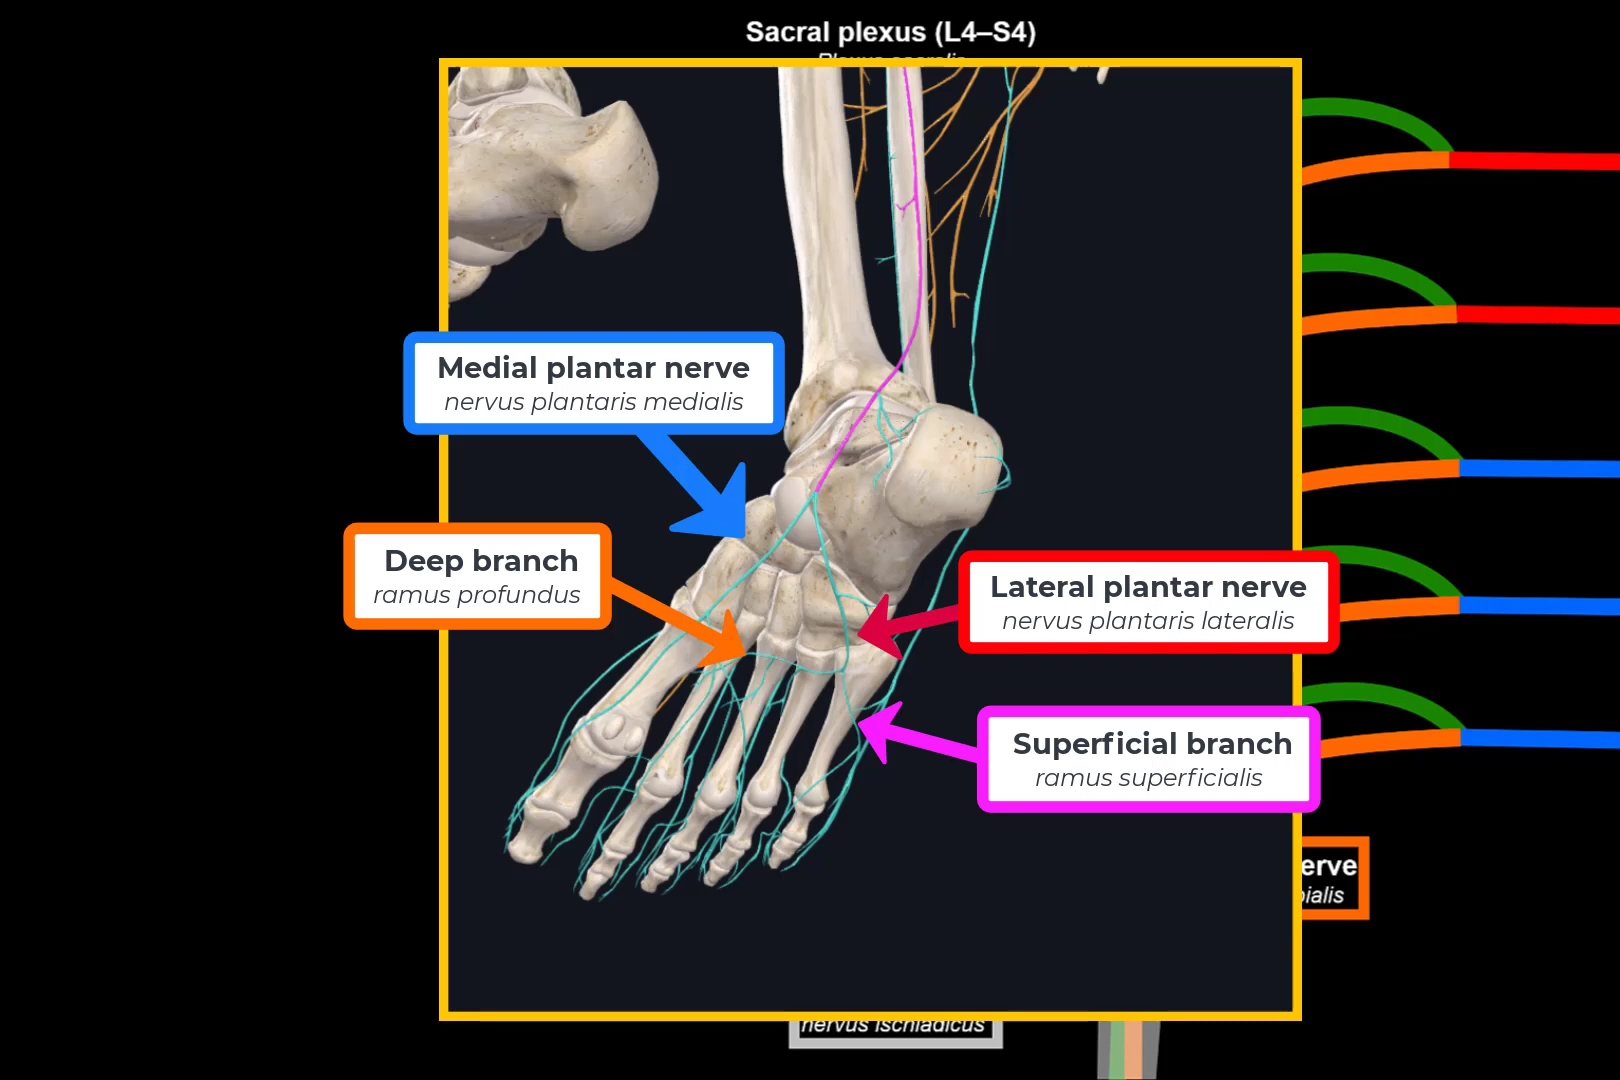 Sacral plexus (L4–S4)
Medial plantar nerve
nervus plantaris medialis
Deep branch
ramus profundus
Lateral plantar nerve
nervus plantaris lateralis
Superficial branch
ramus superficialis
erve
ialis
nervus ischiadicus